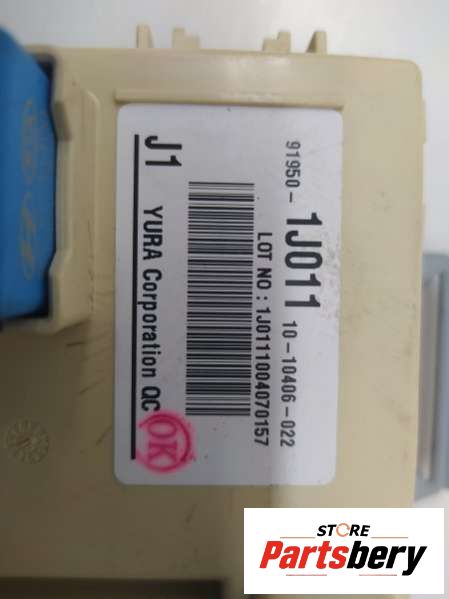 91950-
1J011
10-10406-022
LOT NO : 1J0111004070157
J1
YURA Corporation QC
OK
STORE
Partsbery